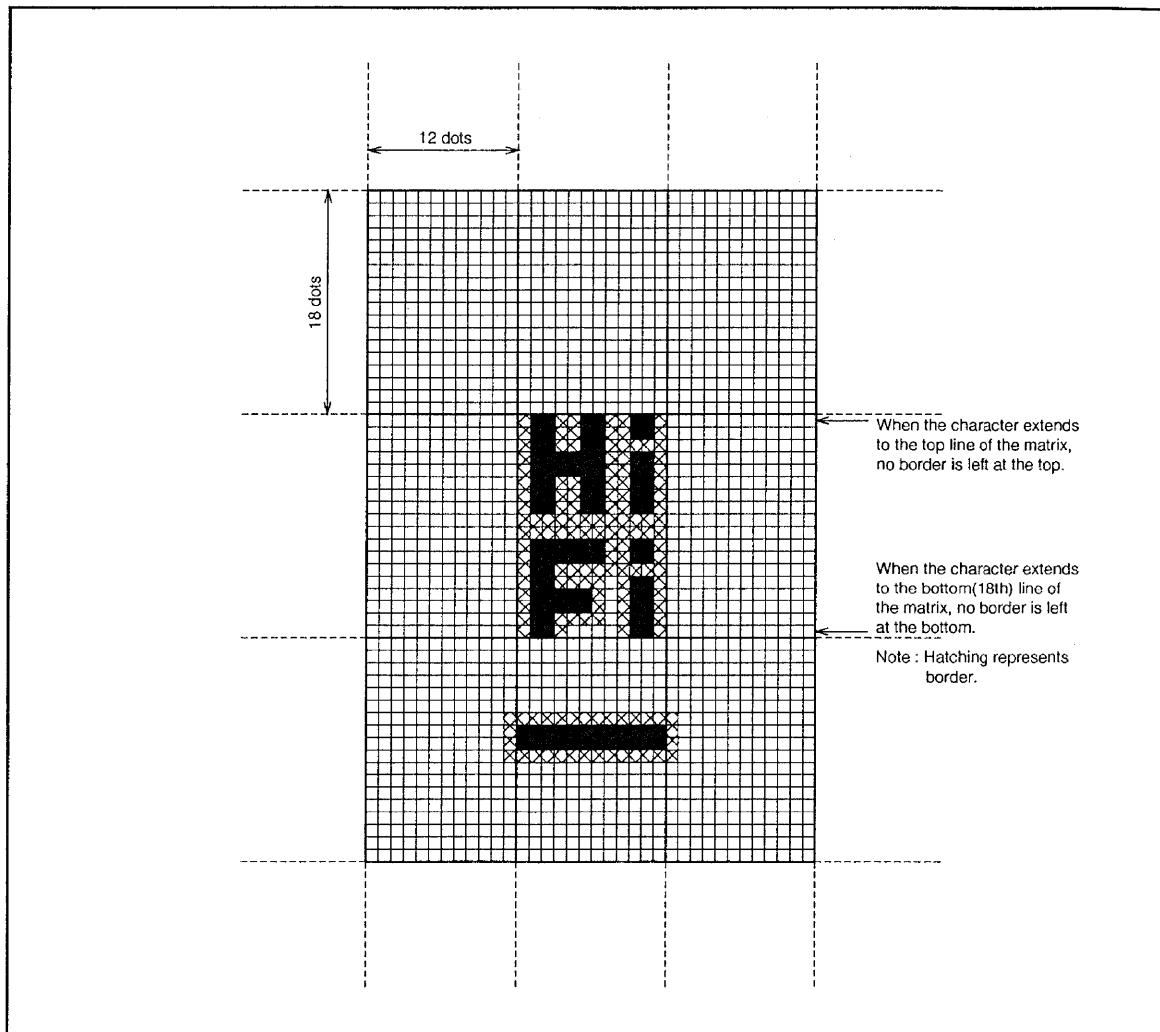 12 dots
18 dots
Hi
Fi
When the character extends
to the top line of the matrix,
no border is left at the top.
When the character extends
to the bottom(18th) line of
the matrix, no border is left
at the bottom.
Note : Hatching represents
border.